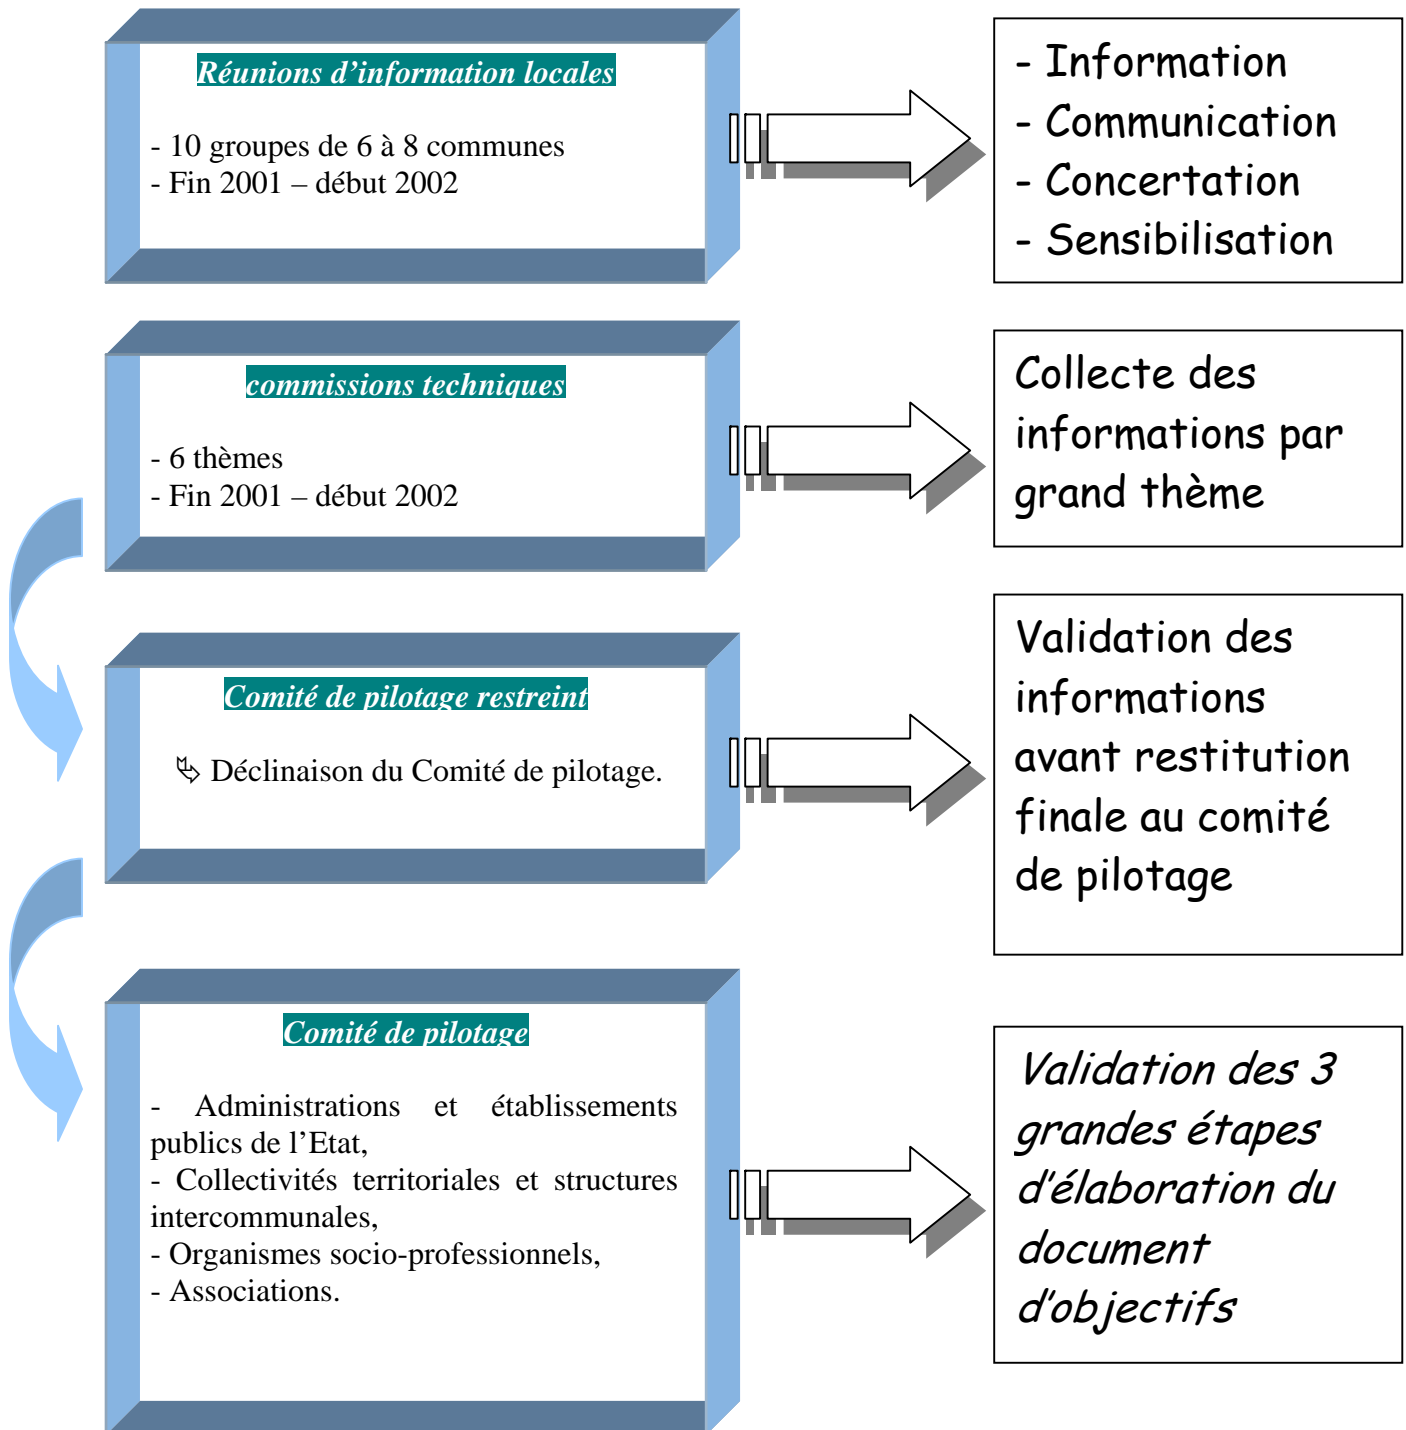 Réunions d’information locales
- 10 groupes de 6 à 8 communes
- Fin 2001 – début 2002
- Information
- Communication
- Concertation
- Sensibilisation
commissions techniques
- 6 thèmes
- Fin 2001 – début 2002
Collecte des
informations par
grand thème
Comité de pilotage restreint
Déclinaison du Comité de pilotage.
Validation des
informations
avant restitution
finale au comité
de pilotage
Comité de pilotage
- Administrations et établissements
publics de l’Etat,
- Collectivités territoriales et structures
intercommunales,
- Organismes socio-professionnels,
- Associations.
Validation des 3
grandes étapes
d’élaboration du
document
d’objectifs